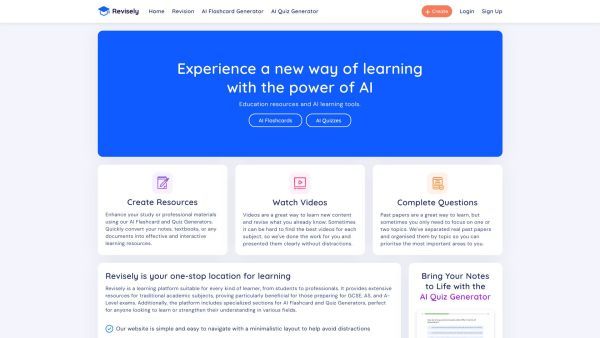 Revisely
Home
Revision
AI Flashcard Generator
AI Quiz Generator
+ Create
Login
Sign Up
Experience a new way of learning
with the power of AI
Education resources and AI learning tools.
AI Flashcards
AI Quizzes
Create Resources
Enhance your study or professional materials
using our AI Flashcard and Quiz Generators.
Quickly convert your notes, textbooks, or any
documents into effective and interactive
learning resources.
Watch Videos
Videos are a great way to learn new content
and revise what you already know. Sometimes
it can be hard to find the best videos for each
subject, so we've done the work for you and
presented them clearly without distractions.
Complete Questions
Past papers are a great way to learn, but
sometimes you only need to focus on one or
two topics. We've separated real past papers
and organised them by topic so you can
prioritise the most important areas to you.
Revisely is your one-stop location for learning
Revisely is a learning platform suitable for every kind of learner, from students to professionals. It provides extensive
resources for traditional academic subjects, proving particularly beneficial for those preparing for GCSE, AS, and A-
Level exams. Additionally, the platform includes specialized sections for AI Flashcard and Quiz Generators, perfect
for anyone looking to learn or strengthen their understanding in various fields.
Our website is simple and easy to navigate with a minimalistic layout to help avoid distractions
Bring Your Notes
to Life with the
AI Quiz Generator